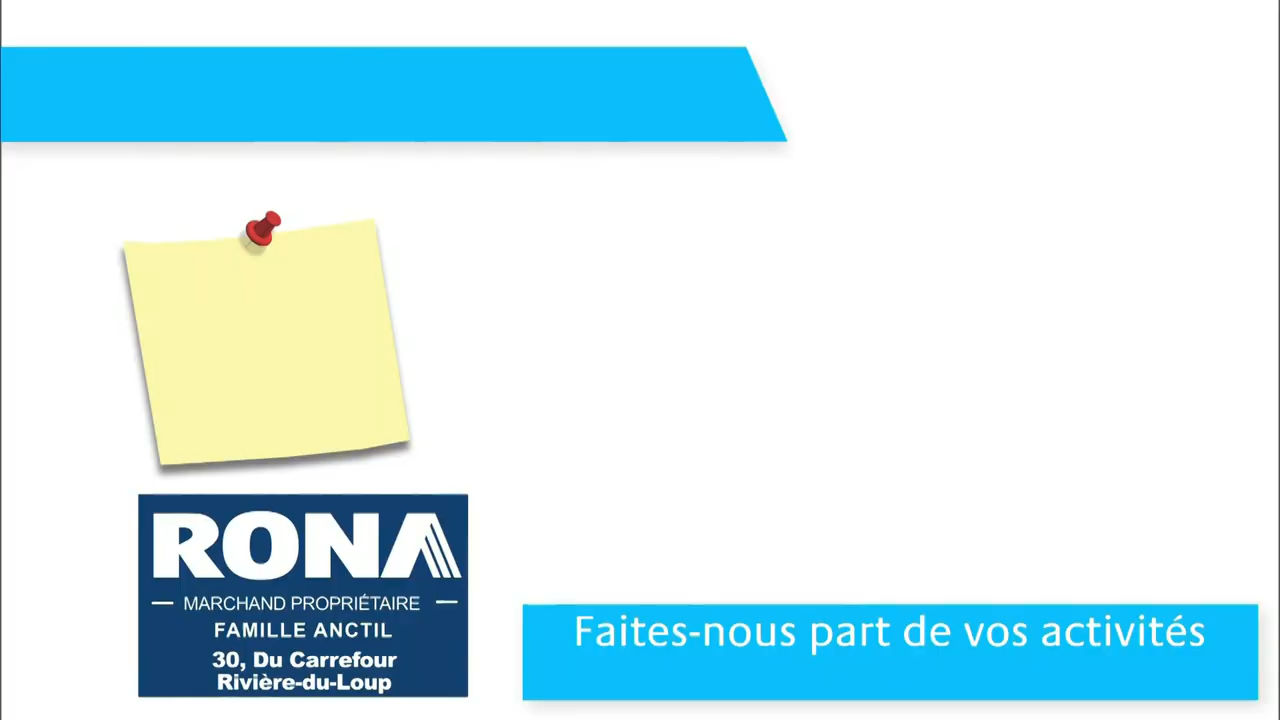 RONA
MARCHAND PROPRIÉTAIRE
FAMILLE ANCTIL
30, Du Carrefour
Rivière-du-Loup
Faites-nous part de vos activités